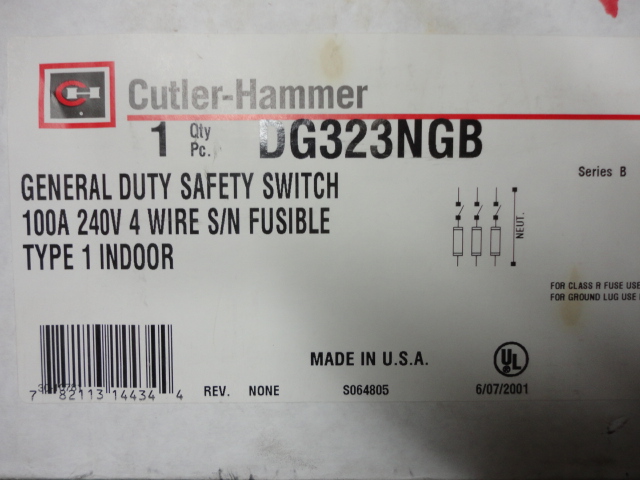 Cutler-Hammer
1 Qty Pc. DG323NGB
Series B
GENERAL DUTY SAFETY SWITCH
100A 240V 4 WIRE S/N FUSIBLE
TYPE 1 INDOOR
NEUT.
FOR CLASS R FUSE USE
FOR GROUND LUG USE
MADE IN U.S.A.
UL
7 82113 14434 4
REV. NONE S064805 6/07/2001